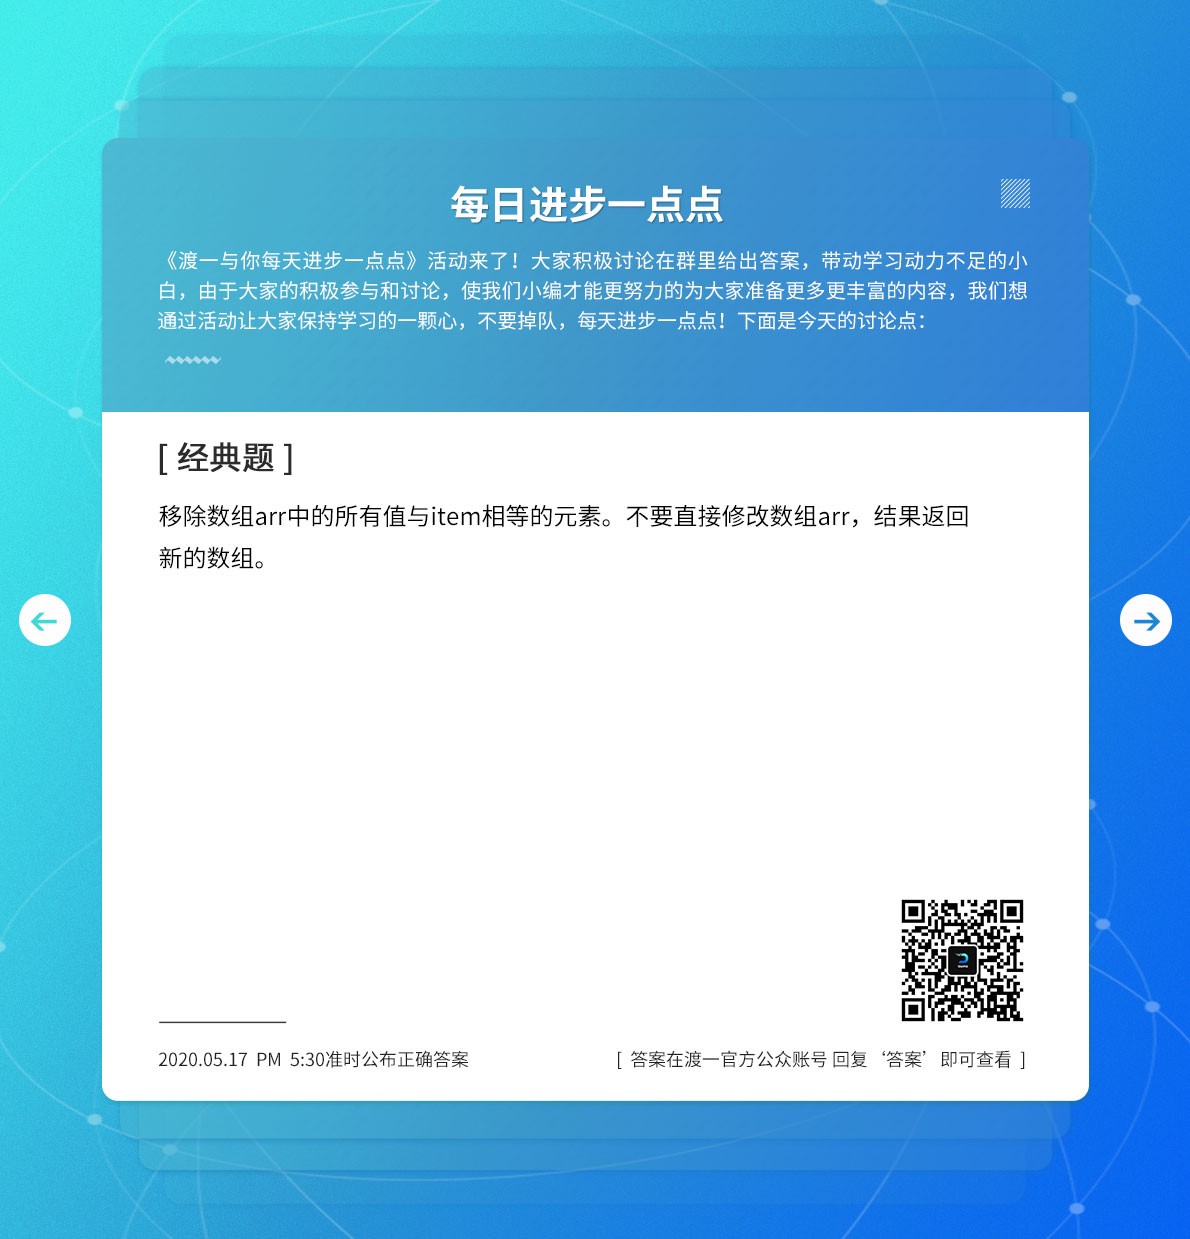 每日进步一点点
《渡一与你每天进步一点点》活动来了！大家积极讨论在群里给出答案，带动学习动力不足的小
白，由于大家的积极参与和讨论，使我们小编才能更努力的为大家准备更多更丰富的内容，我们想
通过活动让大家保持学习的一颗心，不要掉队，每天进步一点点！下面是今天的讨论点：
[ 经典题 ]
移除数组arr中的所有值与item相等的元素。不要直接修改数组arr，结果返回
新的数组。
2020.05.17 PM 5:30准时公布正确答案
[ 答案在渡一官方公众账号 回复‘答案’即可查看 ]